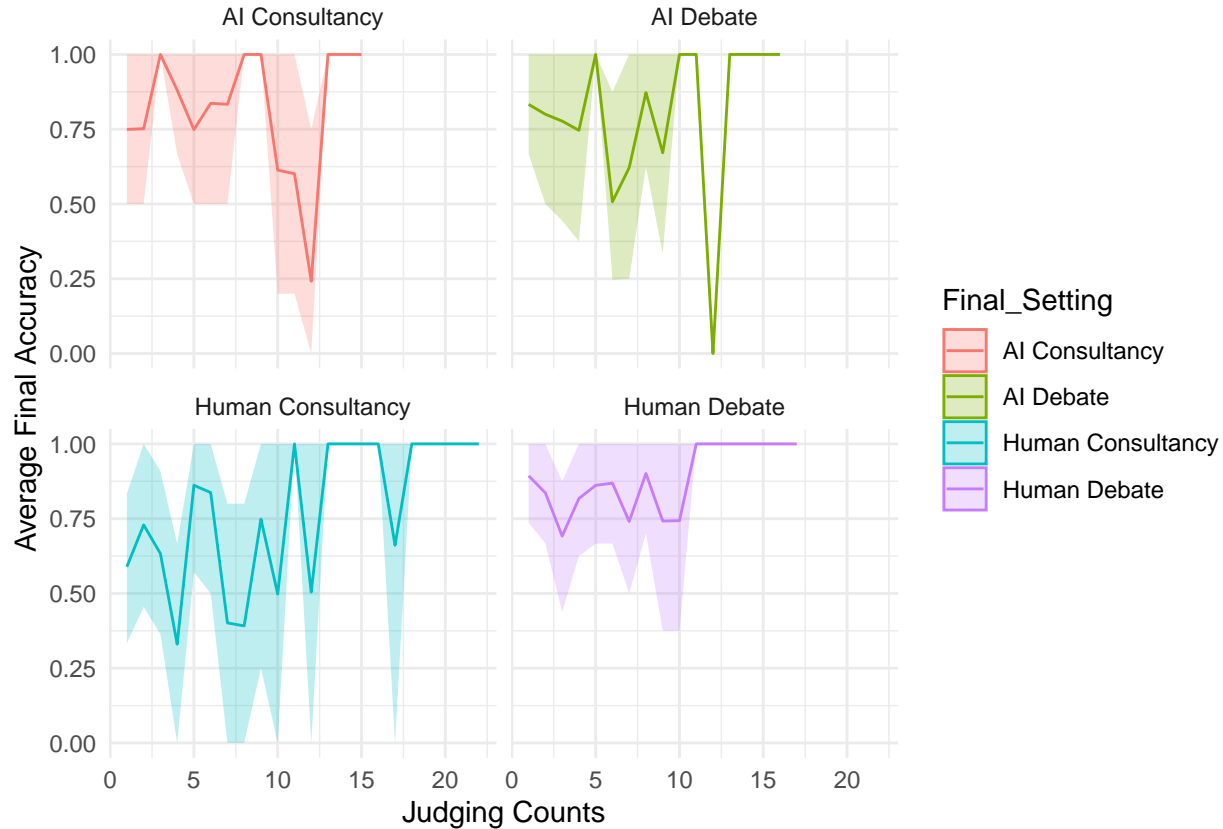 AI Consultancy
AI Debate
1.00
0.75
0.50
0.25
0.00
Human Consultancy
Human Debate
1.00
0.75
0.50
0.25
0.00
0 5 10 15 20
0 5 10 15 20
Judging Counts
Average Final Accuracy
Final_Setting
AI Consultancy
AI Debate
Human Consultancy
Human Debate